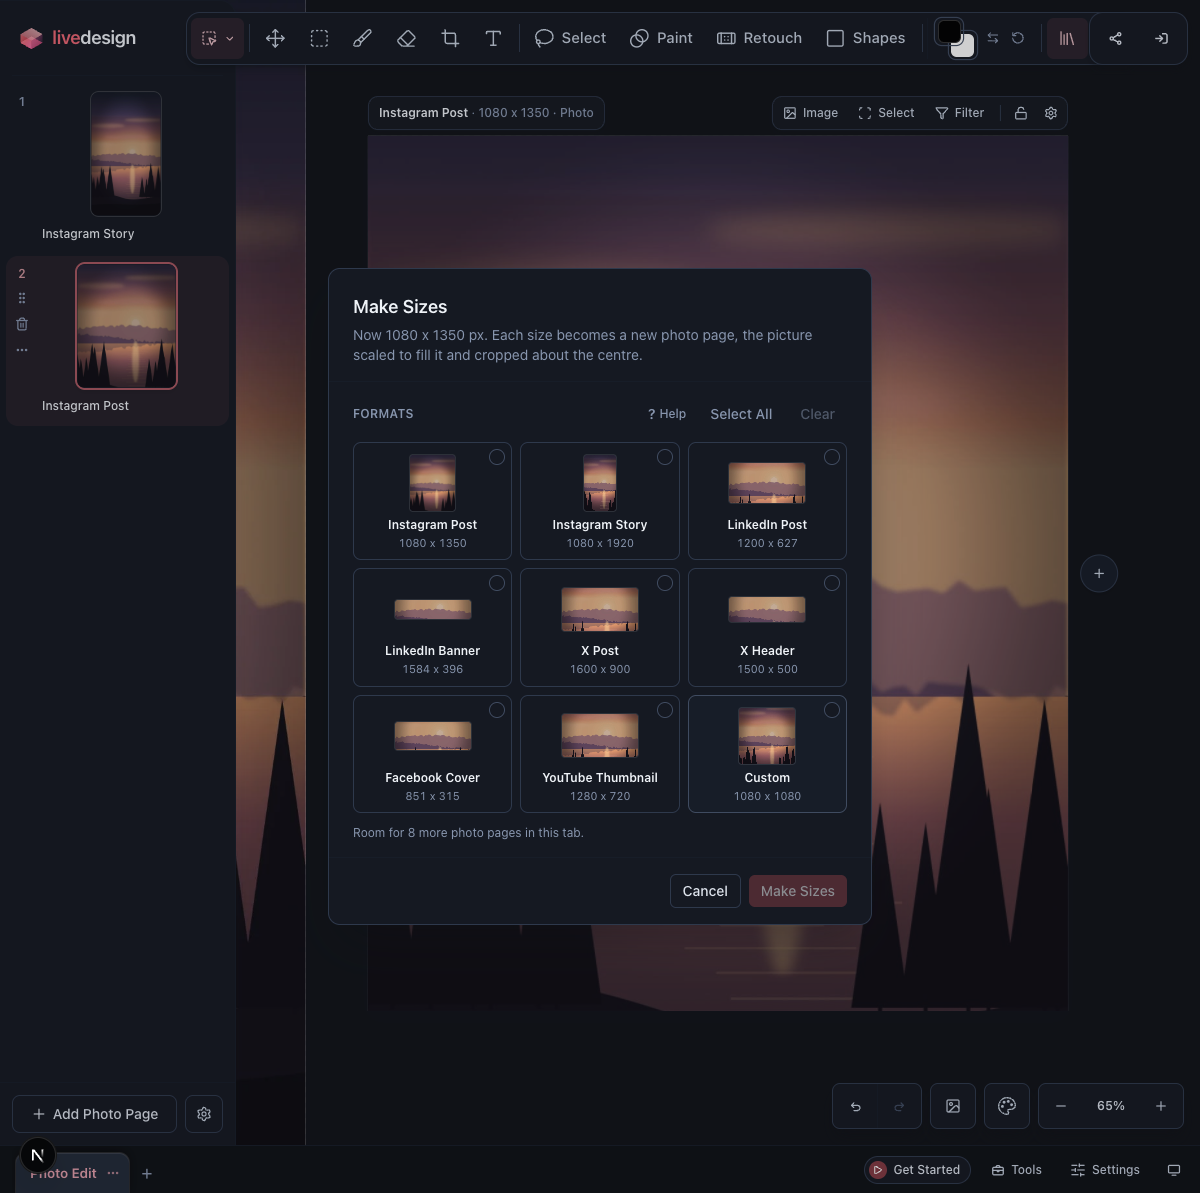 livedesign
Select
Paint
Retouch
Shapes
1
Instagram Story
2
Instagram Post
Instagram Post · 1080 x 1350 · Photo
Image
Select
Filter
Make Sizes
Now 1080 x 1350 px. Each size becomes a new photo page, the picture
scaled to fill it and cropped about the centre.
FORMATS
? Help
Select All
Clear
Instagram Post
1080 x 1350
Instagram Story
1080 x 1920
LinkedIn Post
1200 x 627
LinkedIn Banner
1584 x 396
X Post
1600 x 900
X Header
1500 x 500
Facebook Cover
851 x 315
YouTube Thumbnail
1280 x 720
Custom
1080 x 1080
Room for 8 more photo pages in this tab.
Cancel
Make Sizes
Add Photo Page
65%
N
Photo Edit
Get Started
Tools
Settings